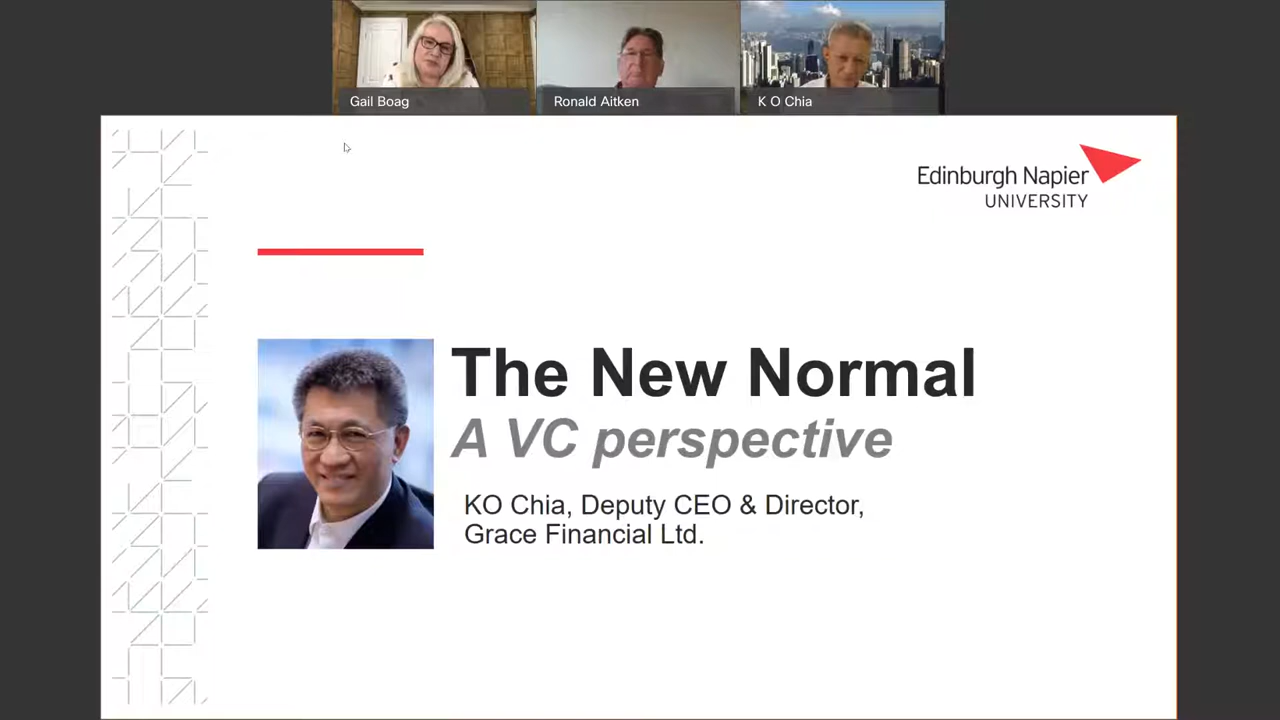 Gail Boag
Ronald Aitken
K O Chia
Edinburgh Napier
UNIVERSITY
The New Normal
A VC perspective
KO Chia, Deputy CEO & Director,
Grace Financial Ltd.